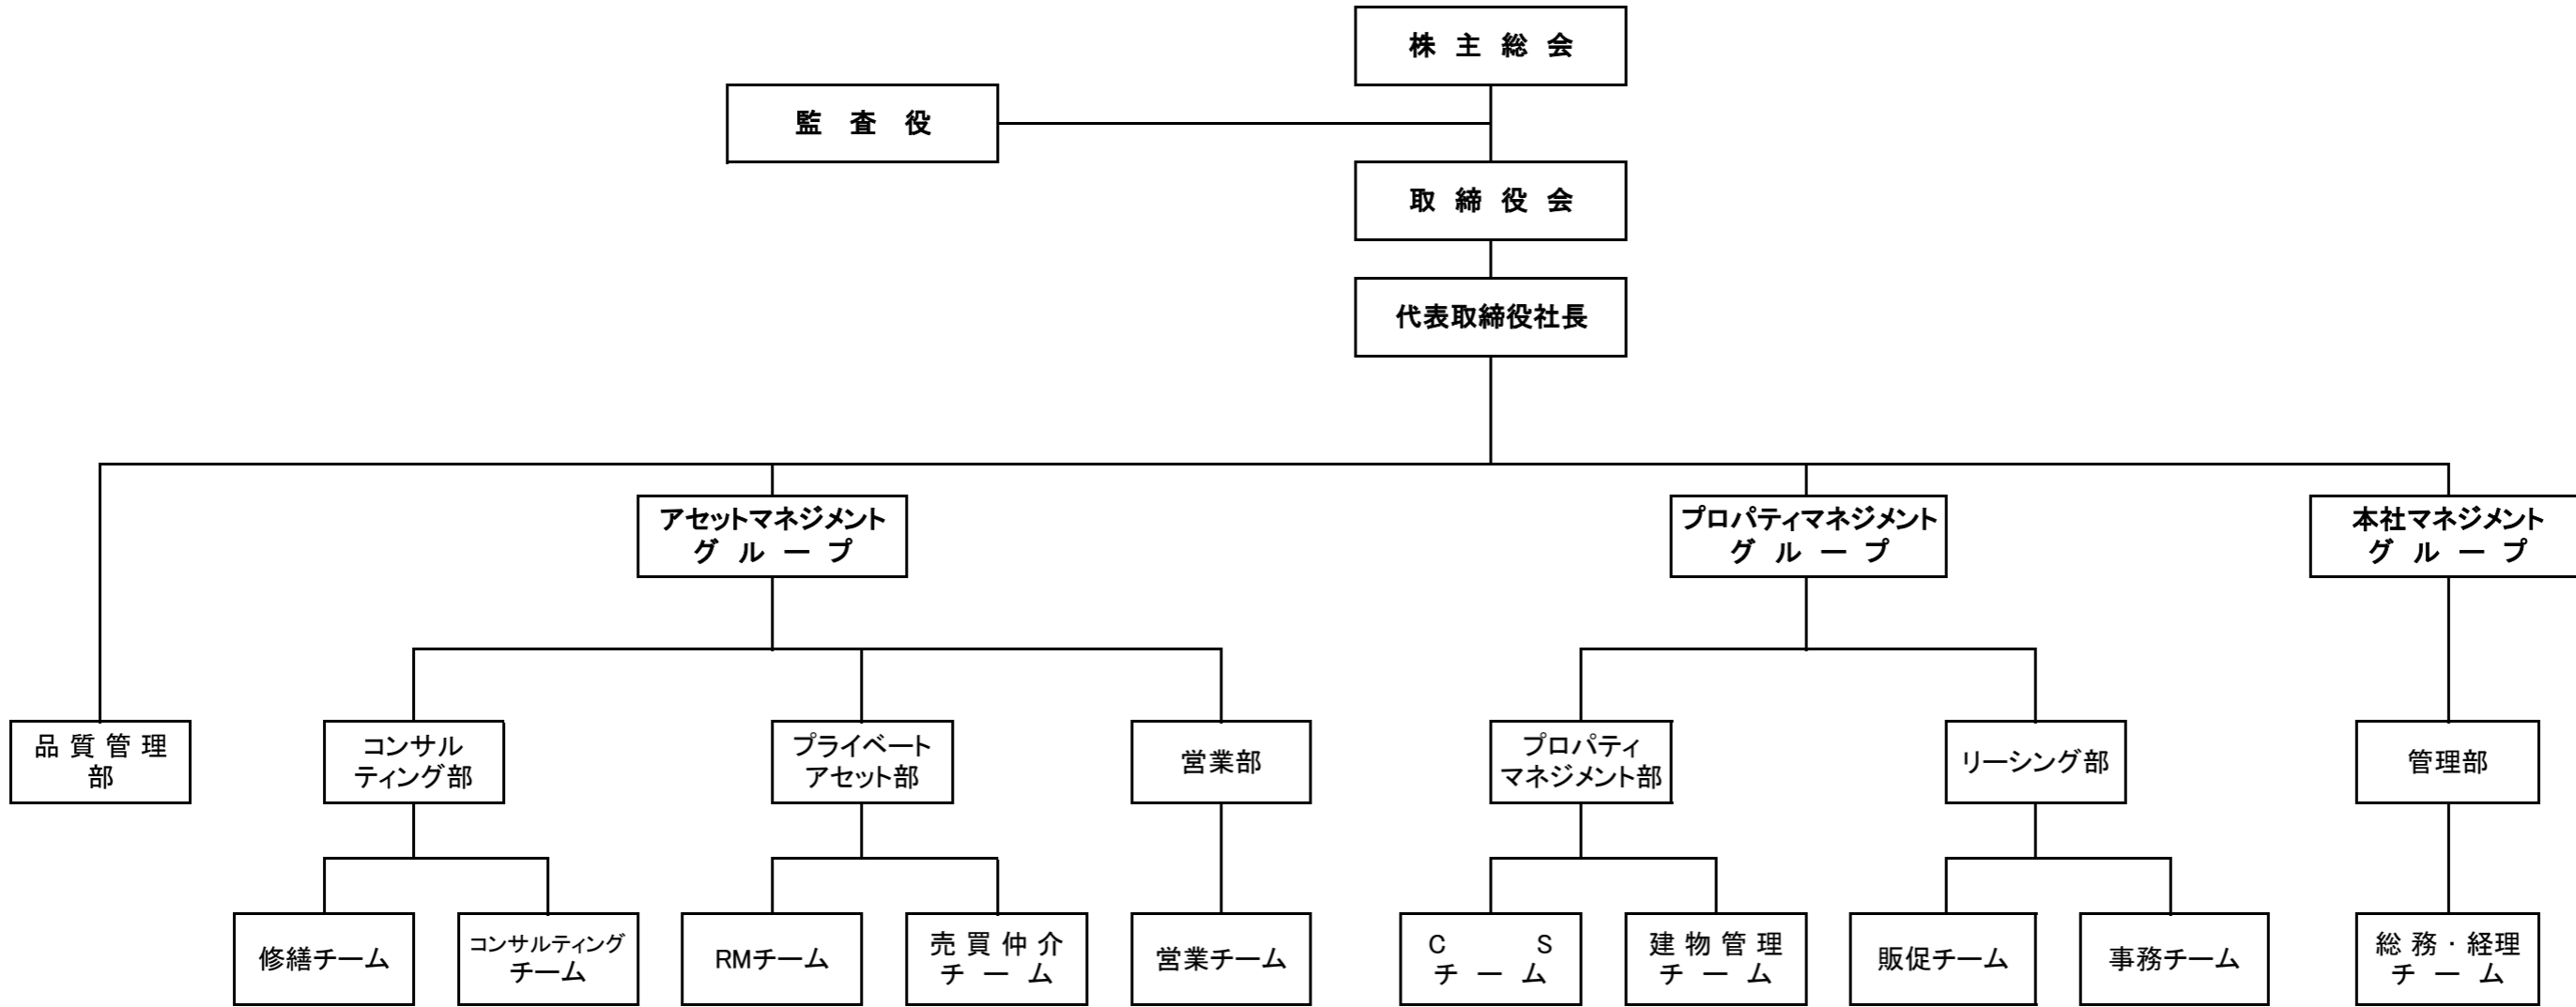 株主総会
監査役
取締役会
代表取締役社長
アセットマネジメント
グループ
プロパティマネジメント
グループ
本社マネジメント
グループ
品質管理
部
コンサル
ティング部
プライベート
アセット部
営業部
プロパティ
マネジメント部
リーシング部
管理部
修繕チーム
コンサルティング
チーム
RMチーム
売買仲介
チーム
営業チーム
C S
チーム
建物管理
チーム
販促チーム
事務チーム
総務・経理
チーム